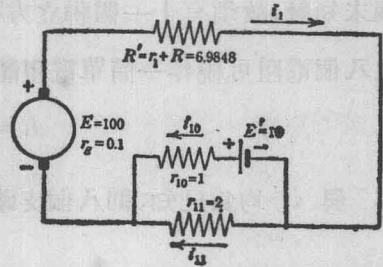 i₁
R'=r₁+R=6.9848
+
E=100
r_g=0.1
−
i₁₀
+ E'=10 −
r₁₀=1
r₁₁=2
i₁₁